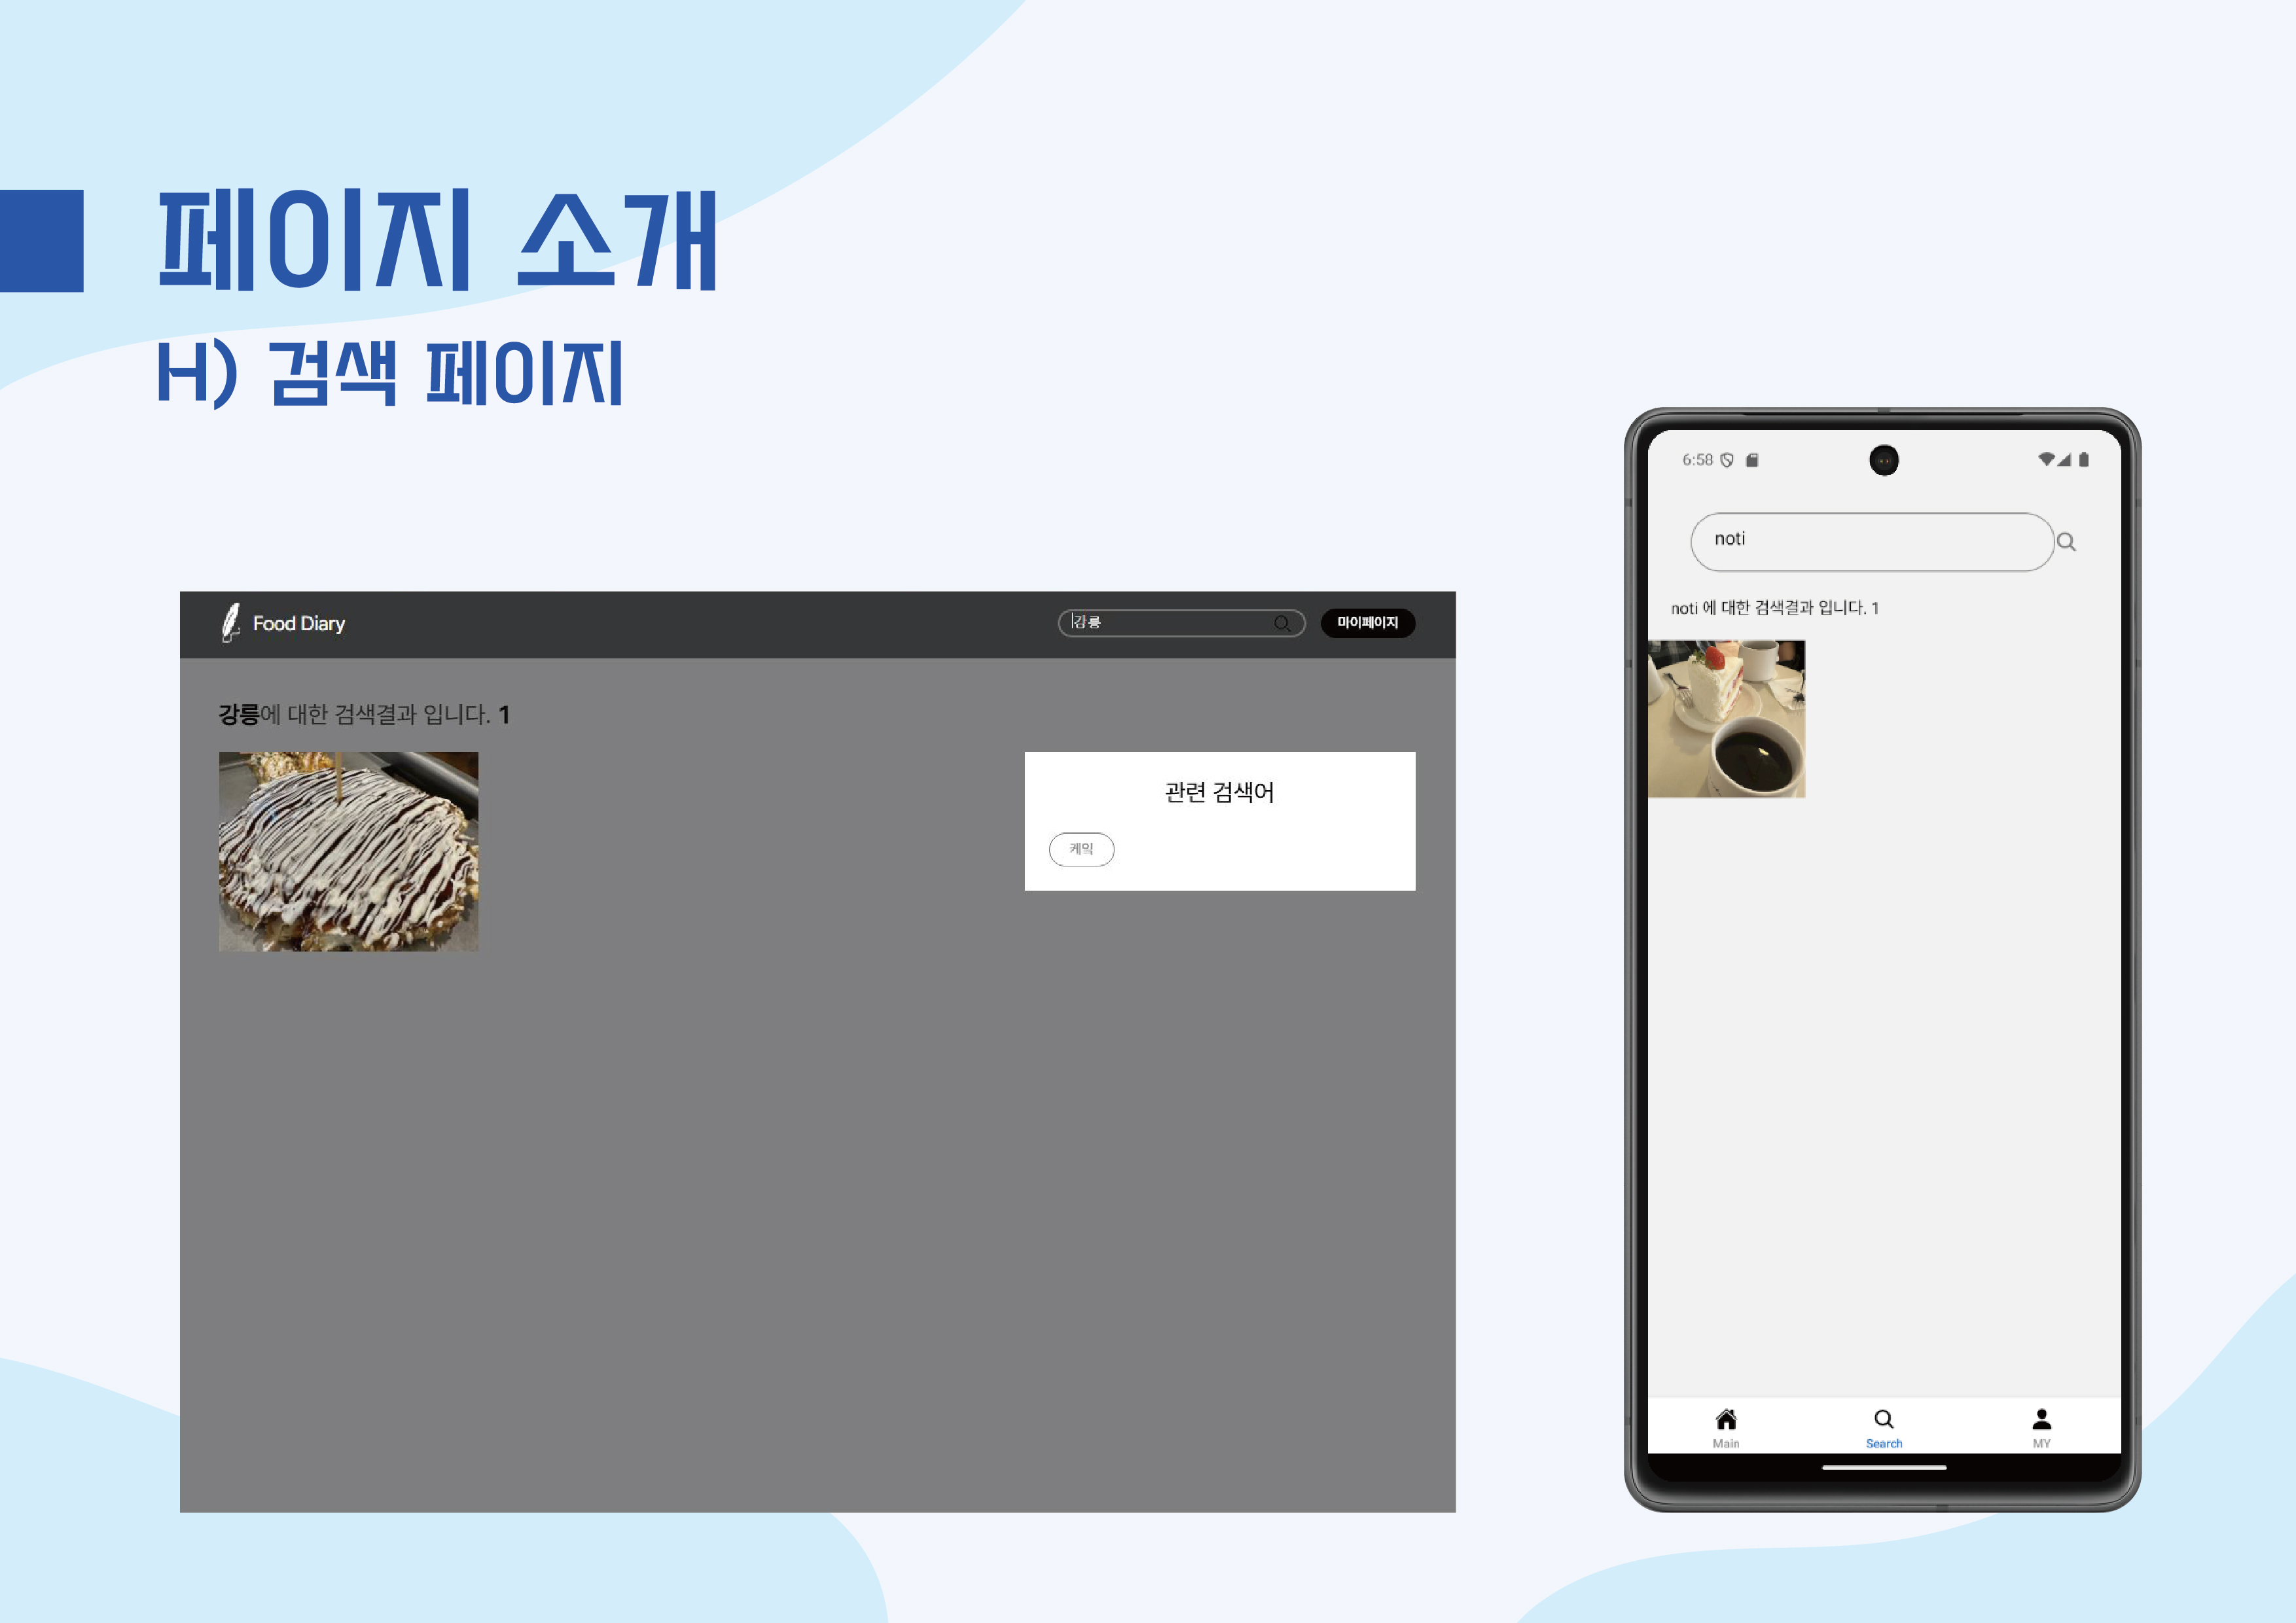 페이지 소개
H) 검색 페이지
Food Diary
강릉
마이페이지
강릉에 대한 검색결과 입니다. 1
관련 검색어
케잌
6:58
noti
noti 에 대한 검색결과 입니다. 1
Main
Search
MY